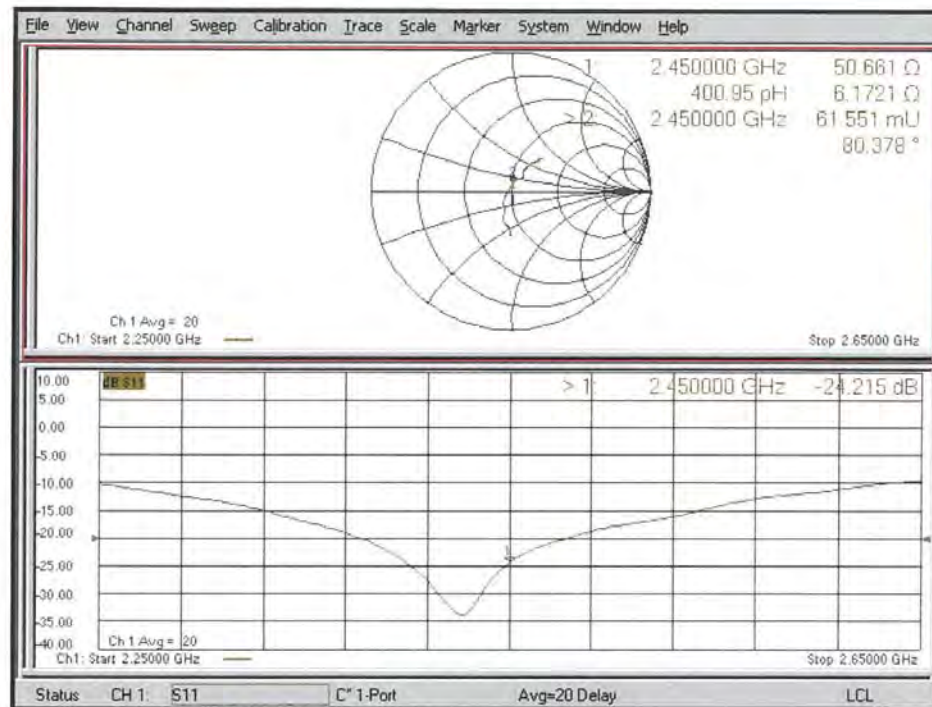 File View Channel Sweep Calibration Trace Scale Marker System Window Help
1: 2.450000 GHz 50.661 Ω
400.95 pH 6.1721 Ω
> 2: 2.450000 GHz 61.551 mU
80.378 °
Ch 1 Avg = 20
Ch1: Start 2.25000 GHz Stop 2.65000 GHz
10.00 dB S11 > 1: 2.450000 GHz -24.215 dB
5.00
0.00
-5.00
-10.00
-15.00
-20.00
-25.00
-30.00
-35.00
-40.00
1
Ch 1 Avg = 20
Ch1: Start 2.25000 GHz Stop 2.65000 GHz
Status CH 1: S11 C* 1-Port Avg=20 Delay LCL